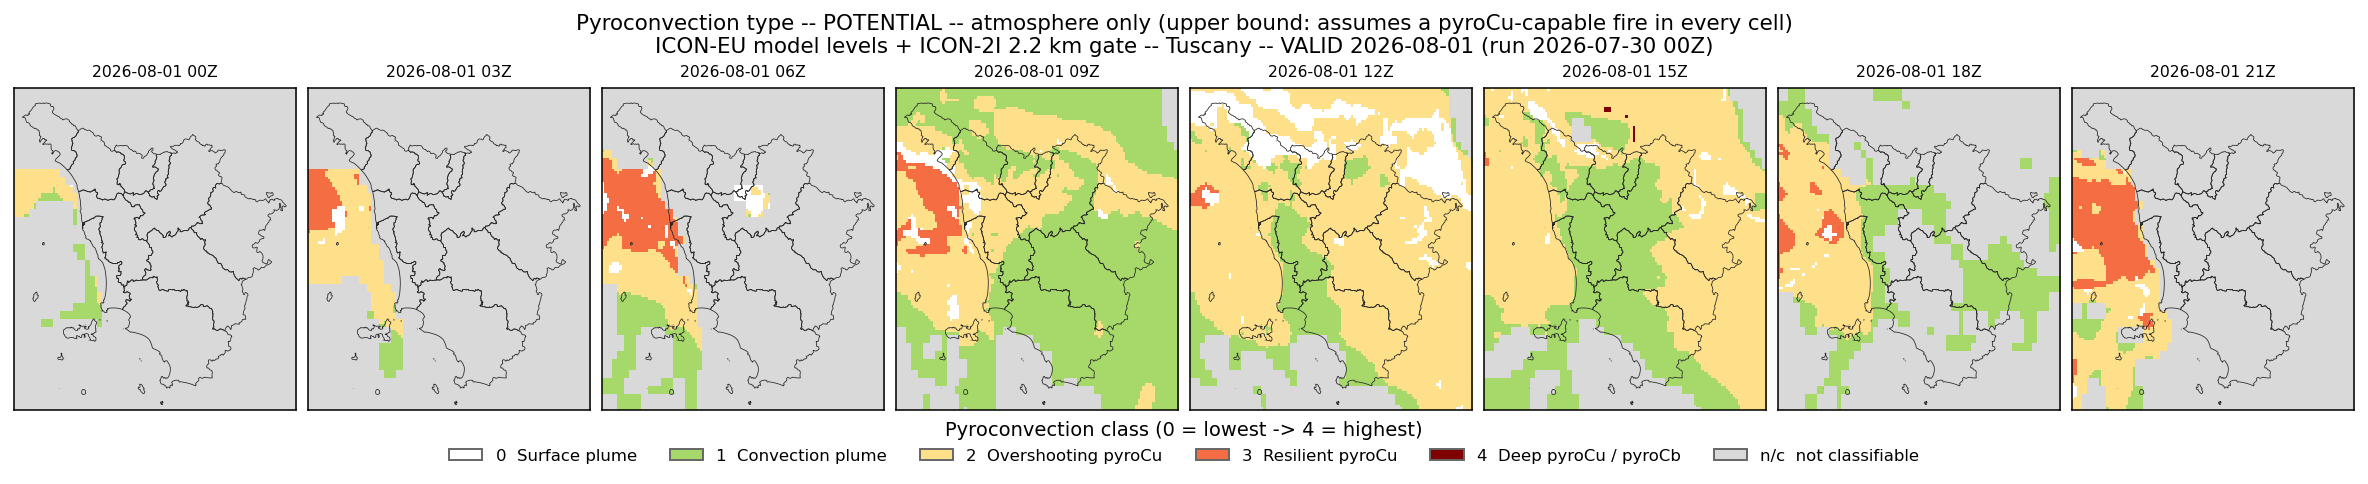 Pyroconvection type -- POTENTIAL -- atmosphere only (upper bound: assumes a pyroCu-capable fire in every cell)
ICON-EU model levels + ICON-2I 2.2 km gate -- Tuscany -- VALID 2026-08-01 (run 2026-07-30 00Z)
2026-08-01 00Z
2026-08-01 03Z
2026-08-01 06Z
2026-08-01 09Z
2026-08-01 12Z
2026-08-01 15Z
2026-08-01 18Z
2026-08-01 21Z
Pyroconvection class (0 = lowest -> 4 = highest)
0 Surface plume
1 Convection plume
2 Overshooting pyroCu
3 Resilient pyroCu
4 Deep pyroCu / pyroCb
n/c not classifiable